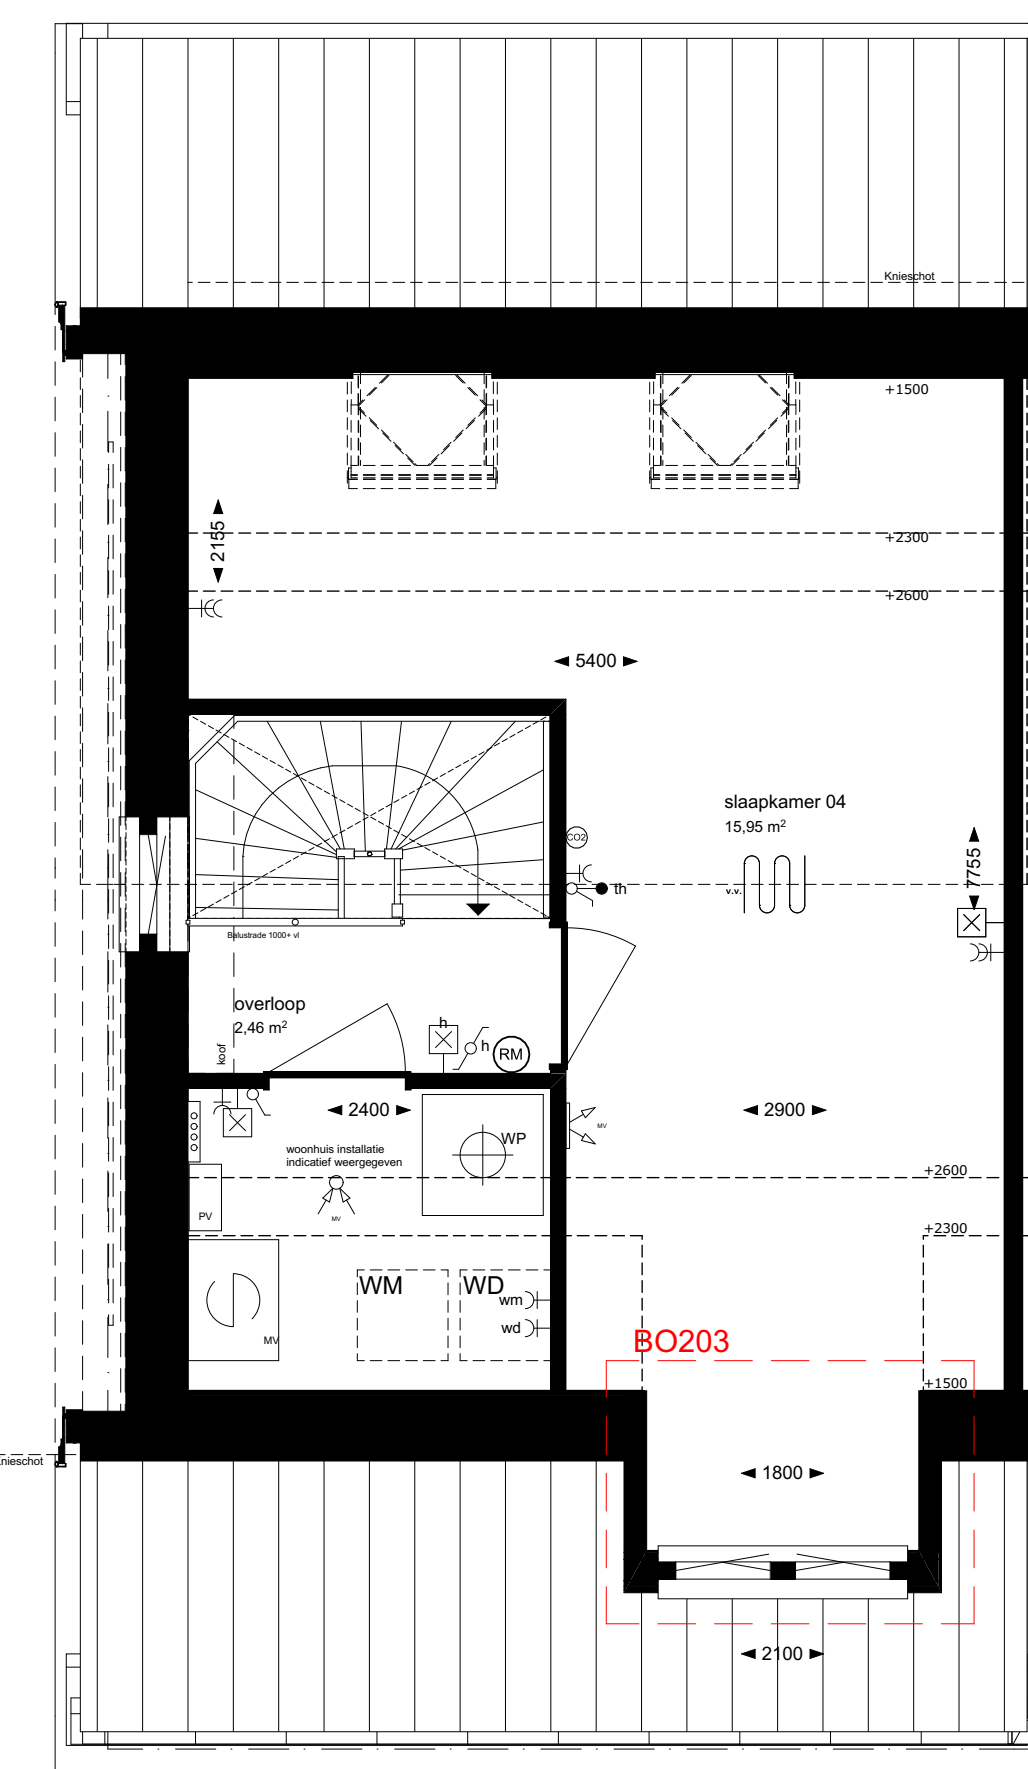 Knieschot
+1500
2155
+2300
+2600
5400
slaapkamer 04
15,95 m²
CO2
7755
th
v.v.
Balustrade 1000+ vl
overloop
2,46 m²
h
h
RM
koof
2400
2900
MV
WP
woonhuis installatie
indicatief weergegeven
+2600
PV
MV
+2300
WM
WD
wm
wd
MV
BO203
+1500
nieschot
1800
2100